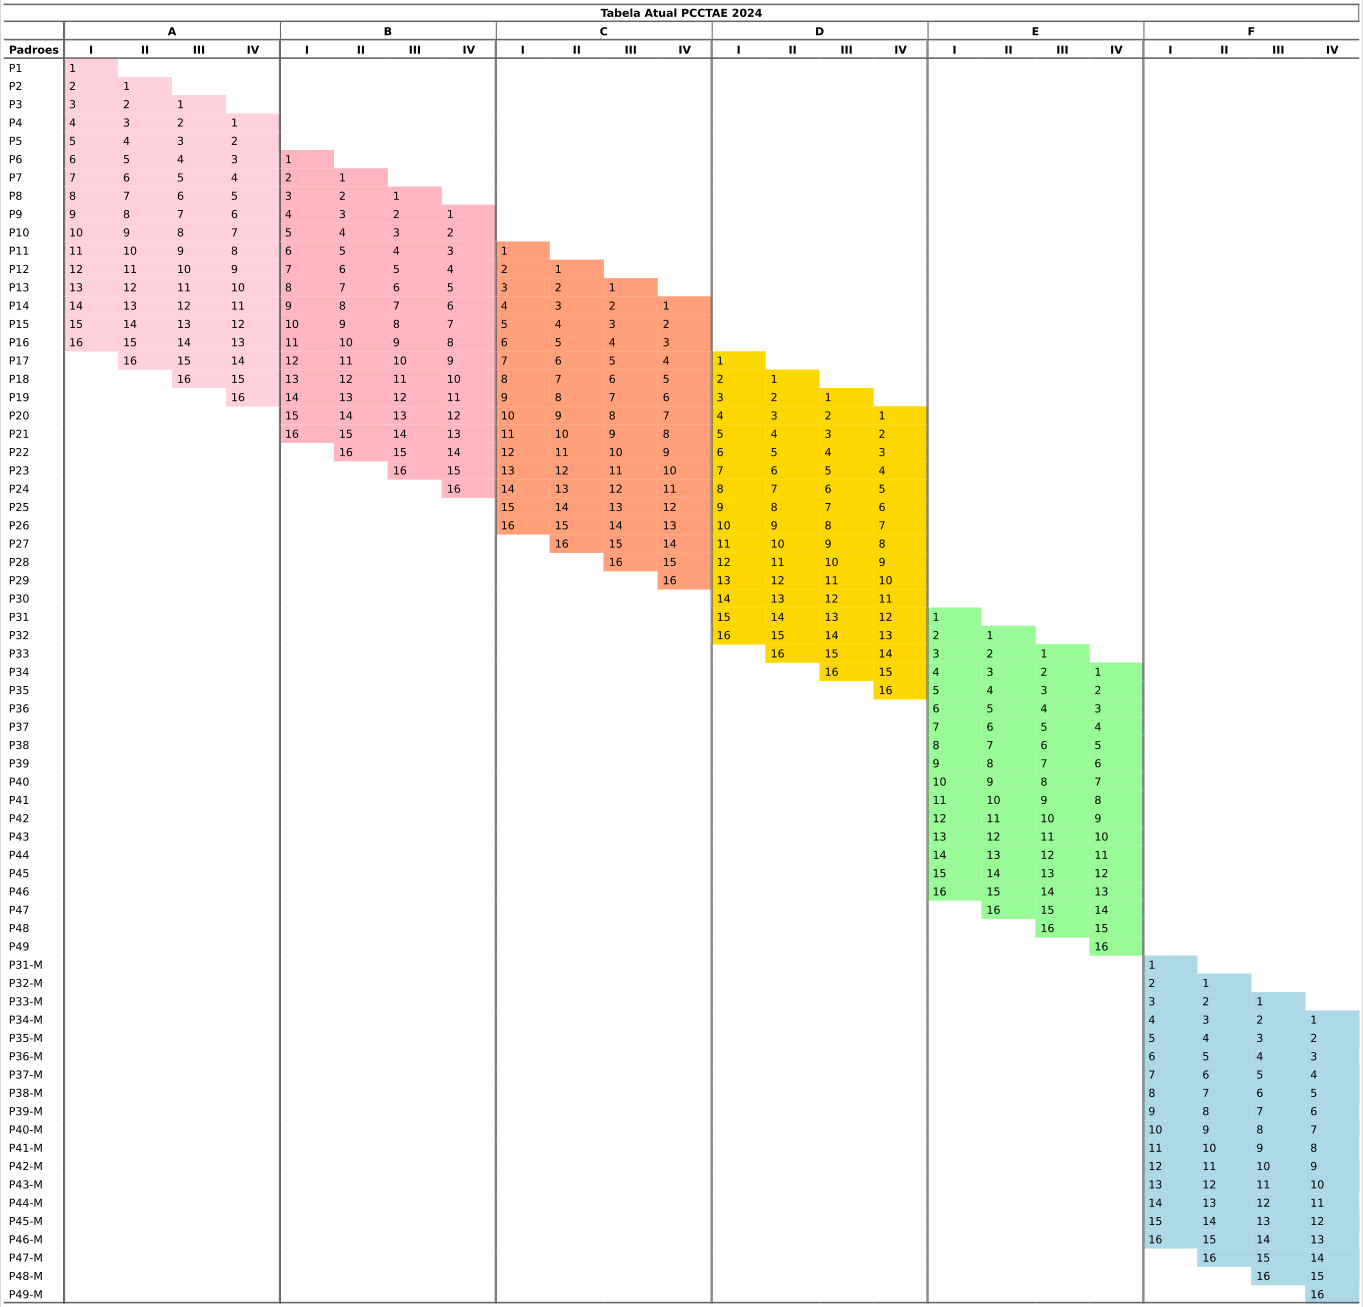 Tabela Atual PCCTAE 2024
A B C D E F
Padroes I II III IV I II III IV I II III IV I II III IV I II III IV I II III IV
P1 1
P2 2 1
P3 3 2 1
P4 4 3 2 1
P5 5 4 3 2
P6 6 5 4 3 1
P7 7 6 5 4 2 1
P8 8 7 6 5 3 2 1
P9 9 8 7 6 4 3 2 1
P10 10 9 8 7 5 4 3 2
P11 11 10 9 8 6 5 4 3 1
P12 12 11 10 9 7 6 5 4 2 1
P13 13 12 11 10 8 7 6 5 3 2 1
P14 14 13 12 11 9 8 7 6 4 3 2 1
P15 15 14 13 12 10 9 8 7 5 4 3 2
P16 16 15 14 13 11 10 9 8 6 5 4 3
P17 16 15 14 12 11 10 9 7 6 5 4 1
P18 16 15 13 12 11 10 8 7 6 5 2 1
P19 16 14 13 12 11 9 8 7 6 3 2 1
P20 15 14 13 12 10 9 8 7 4 3 2 1
P21 16 15 14 13 11 10 9 8 5 4 3 2
P22 16 15 14 12 11 10 9 6 5 4 3
P23 16 15 13 12 11 10 7 6 5 4
P24 16 14 13 12 11 8 7 6 5
P25 15 14 13 12 9 8 7 6
P26 16 15 14 13 10 9 8 7
P27 16 15 14 11 10 9 8
P28 16 15 12 11 10 9
P29 16 13 12 11 10
P30 14 13 12 11
P31 15 14 13 12 1
P32 16 15 14 13 2 1
P33 16 15 14 3 2 1
P34 16 15 4 3 2 1
P35 16 5 4 3 2
P36 6 5 4 3
P37 7 6 5 4
P38 8 7 6 5
P39 9 8 7 6
P40 10 9 8 7
P41 11 10 9 8
P42 12 11 10 9
P43 13 12 11 10
P44 14 13 12 11
P45 15 14 13 12
P46 16 15 14 13
P47 16 15 14
P48 16 15
P49 16
P31-M 1
P32-M 2 1
P33-M 3 2 1
P34-M 4 3 2 1
P35-M 5 4 3 2
P36-M 6 5 4 3
P37-M 7 6 5 4
P38-M 8 7 6 5
P39-M 9 8 7 6
P40-M 10 9 8 7
P41-M 11 10 9 8
P42-M 12 11 10 9
P43-M 13 12 11 10
P44-M 14 13 12 11
P45-M 15 14 13 12
P46-M 16 15 14 13
P47-M 16 15 14
P48-M 16 15
P49-M 16